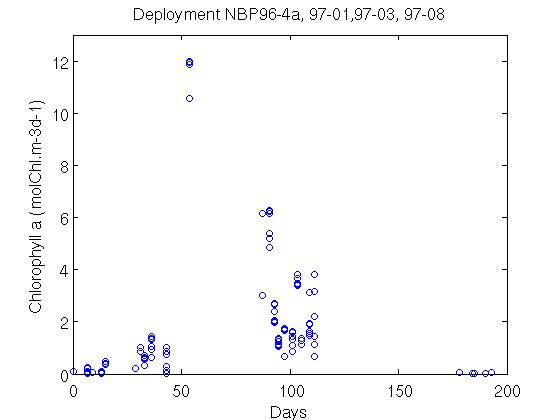 Deployment NBP96-4a, 97-01,97-03, 97-08
12
10
8
6
4
2
0
Chlorophyll a (molChl.m-3d-1)
0 50 100 150 200
Days